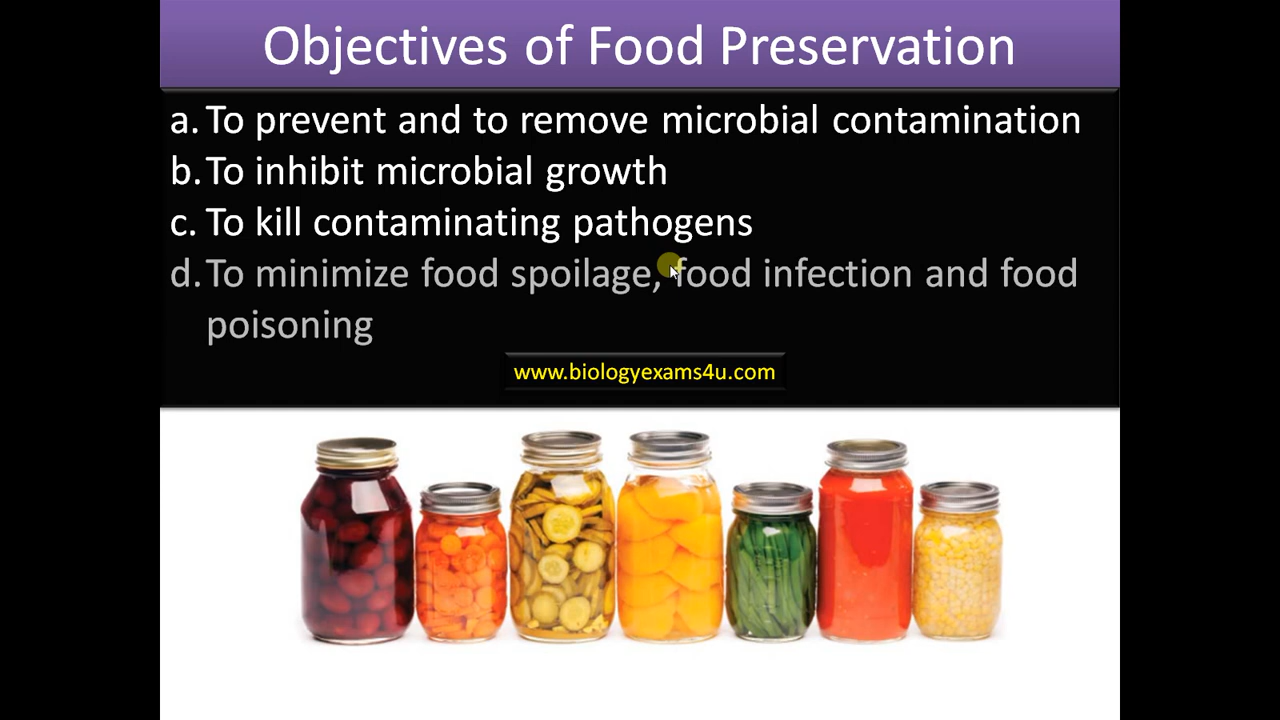 Objectives of Food Preservation
a. To prevent and to remove microbial contamination
b. To inhibit microbial growth
c. To kill contaminating pathogens
d. To minimize food spoilage, food infection and food
poisoning
www.biologyexams4u.com